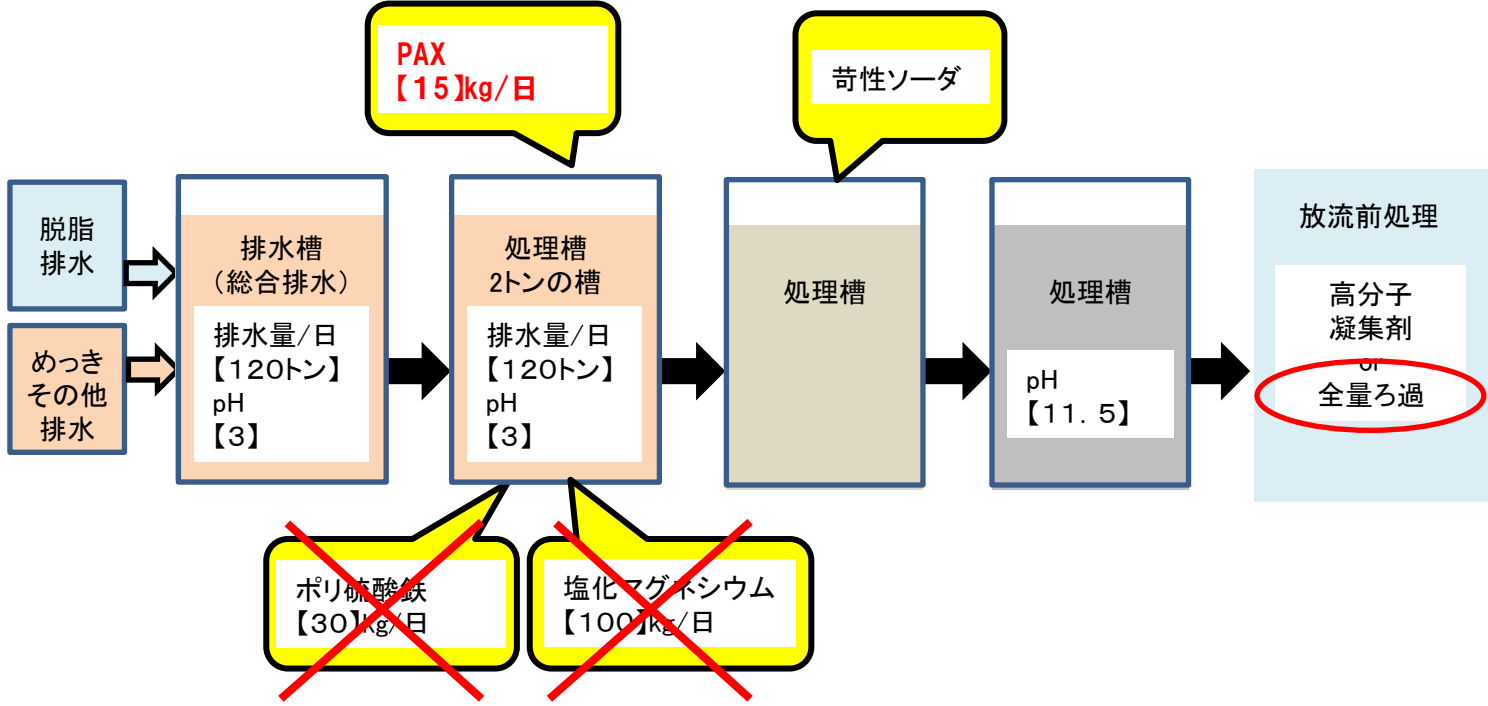 PAX
【15】kg/日
苛性ソーダ
脱脂
排水
めっき
その他
排水
排水槽
(総合排水)
排水量/日
【120トン】
pH
【3】
処理槽
2トンの槽
排水量/日
【120トン】
pH
【3】
処理槽
処理槽
pH
【11.5】
放流前処理
高分子
凝集剤
or
全量ろ過
ポリ硫酸鉄
【30】kg/日
塩化マグネシウム
【100】kg/日